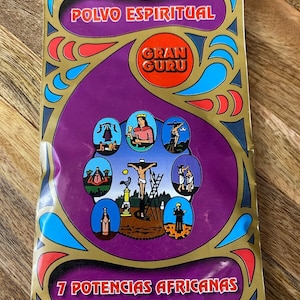 POLVO ESPIRITUAL
GRAN
GURU
7 POTENCIAS AFRICANAS